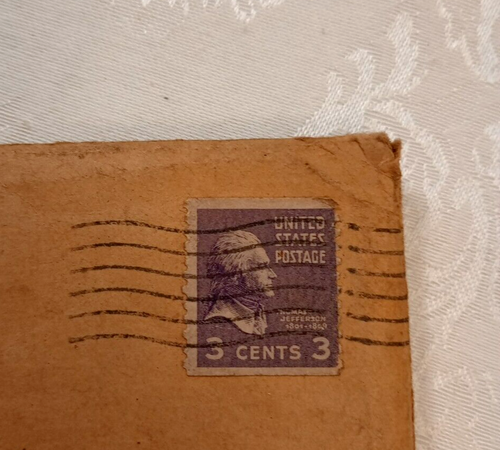 UNITED
STATES
POSTAGE
THOMAS
JEFFERSON
1801-1809
3 CENTS 3